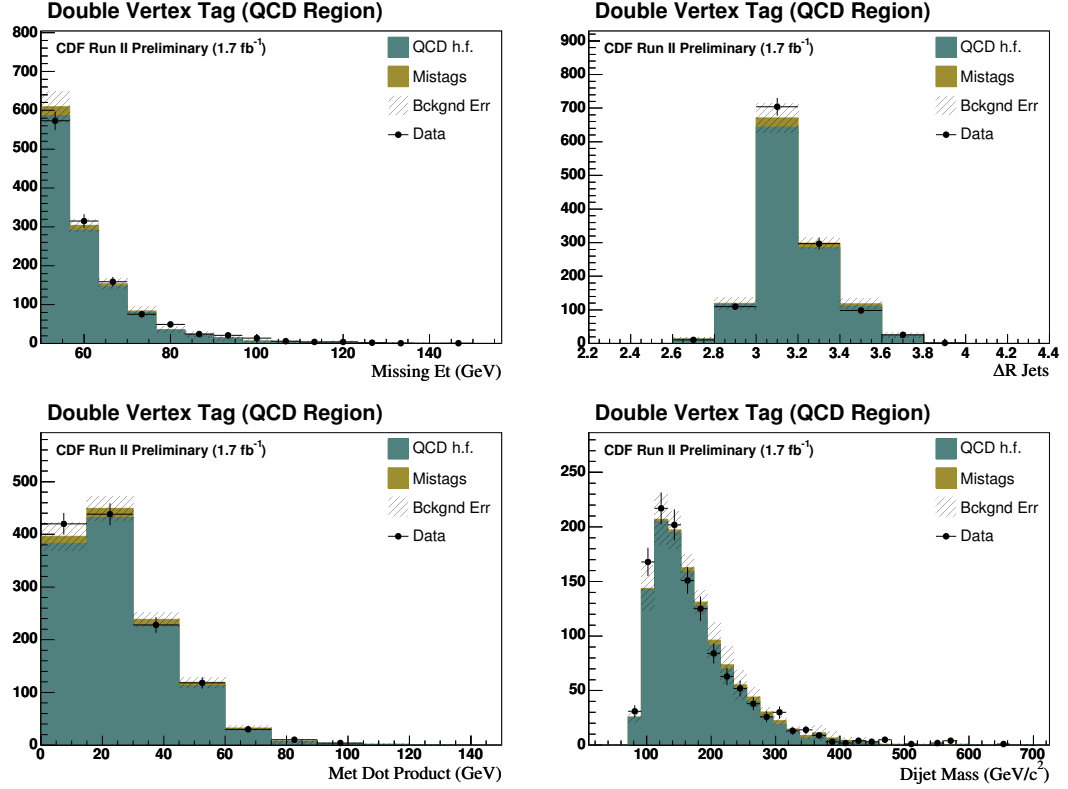 Double Vertex Tag (QCD Region)
CDF Run II Preliminary (1.7 fb⁻¹)
QCD h.f.
Mistags
Bckgnd Err
Data
800
700
600
500
400
300
200
100
0
60 80 100 120 140
Missing Et (GeV)
Double Vertex Tag (QCD Region)
CDF Run II Preliminary (1.7 fb⁻¹)
QCD h.f.
Mistags
Bckgnd Err
Data
900
800
700
600
500
400
300
200
100
0
2.2 2.4 2.6 2.8 3 3.2 3.4 3.6 3.8 4 4.2 4.4
ΔR Jets
Double Vertex Tag (QCD Region)
CDF Run II Preliminary (1.7 fb⁻¹)
QCD h.f.
Mistags
Bckgnd Err
Data
500
400
300
200
100
0
0 20 40 60 80 100 120 140
Met Dot Product (GeV)
Double Vertex Tag (QCD Region)
CDF Run II Preliminary (1.7 fb⁻¹)
QCD h.f.
Mistags
Bckgnd Err
Data
250
200
150
100
50
0
100 200 300 400 500 600 700
Dijet Mass (GeV/c²)